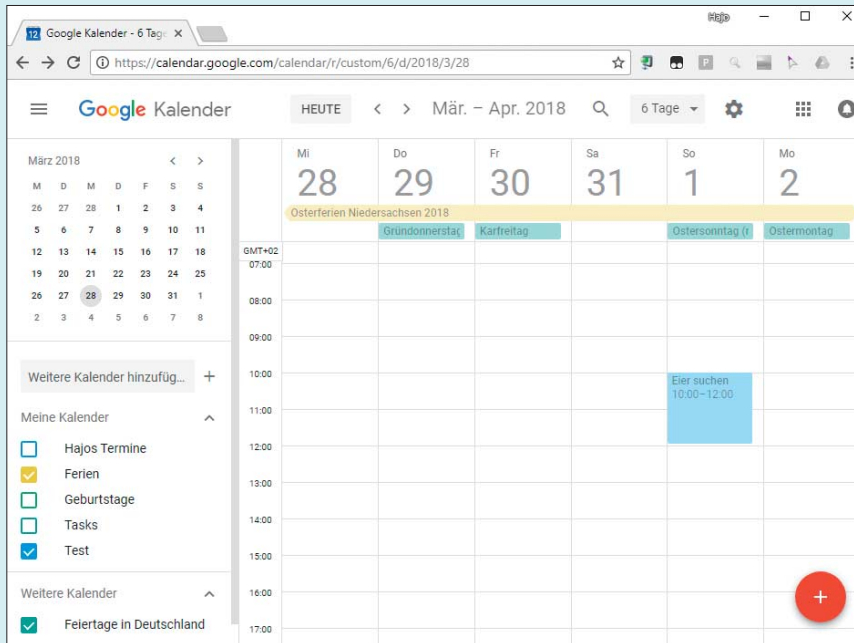 Hajo
12 Google Kalender - 6 Tage
https://calendar.google.com/calendar/r/custom/6/d/2018/3/28
Google Kalender
HEUTE
Mär. – Apr. 2018
6 Tage
März 2018
M D M D F S S
26 27 28 1 2 3 4
5 6 7 8 9 10 11
12 13 14 15 16 17 18
19 20 21 22 23 24 25
26 27 28 29 30 31 1
2 3 4 5 6 7 8
Weitere Kalender hinzufüg...
Meine Kalender
Hajos Termine
Ferien
Geburtstage
Tasks
Test
Weitere Kalender
Feiertage in Deutschland
Mi Do Fr Sa So Mo
28 29 30 31 1 2
Osterferien Niedersachsen 2018
Gründonnerstag Karfreitag Ostersonntag (r Ostermontag
GMT+02
07:00
08:00
09:00
10:00
Eier suchen
10:00–12:00
11:00
12:00
13:00
14:00
15:00
16:00
17:00